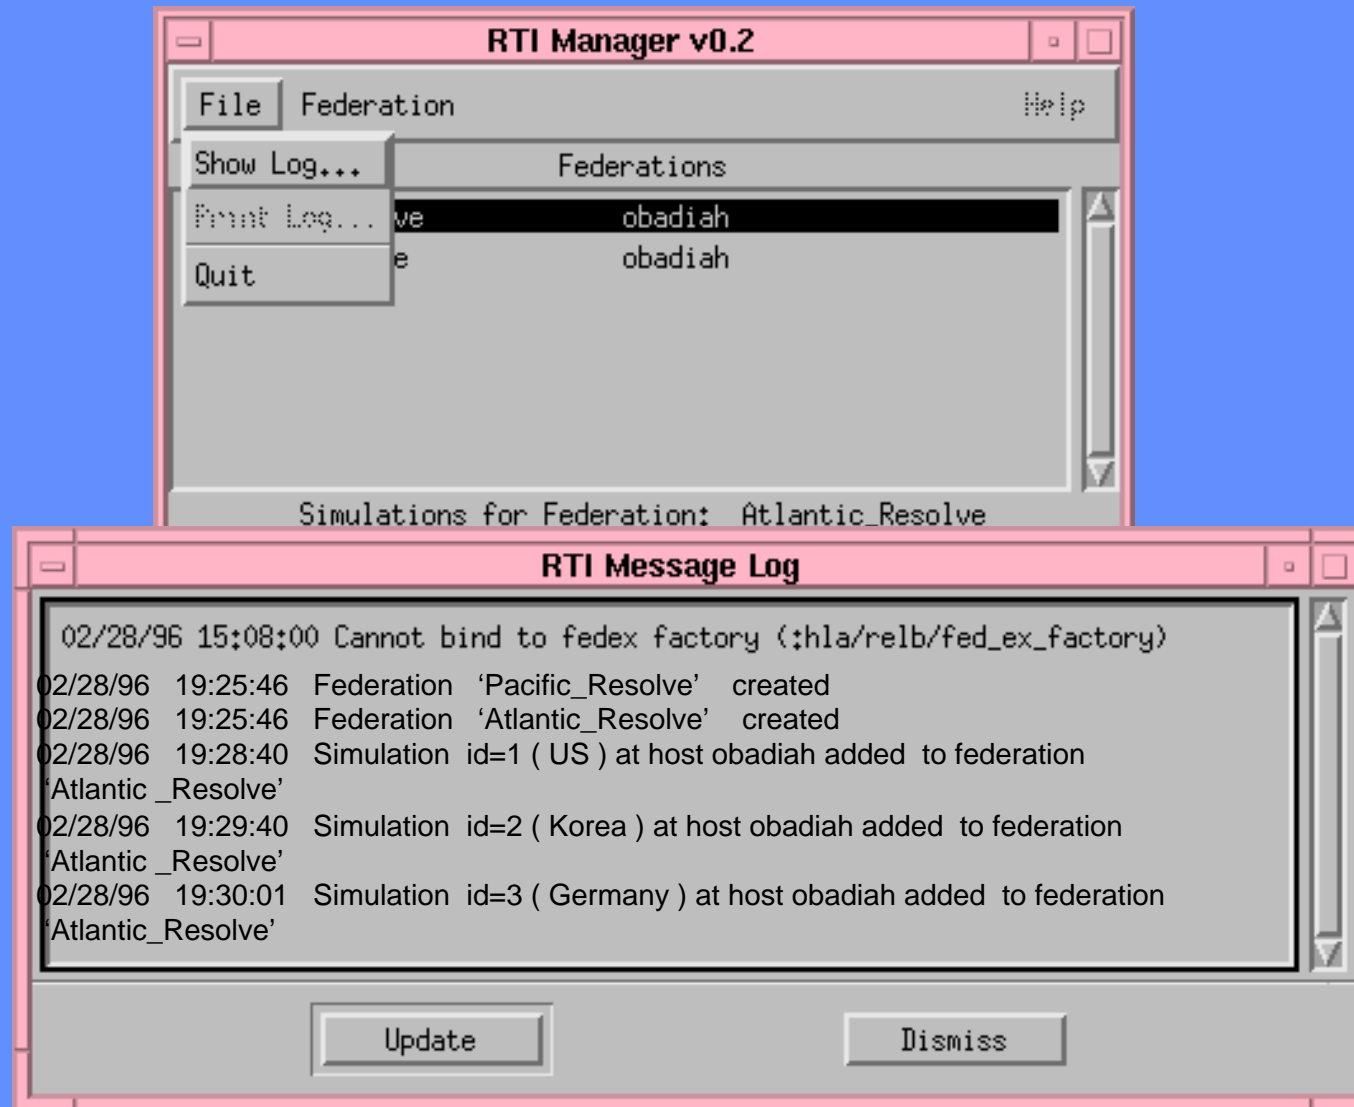 RTI Manager v0.2
File Federation Help
Show Log...
Federations
Print Log...
ve obadiah
e obadiah
Quit
Simulations for Federation: Atlantic_Resolve
RTI Message Log
02/28/96 15:08:00 Cannot bind to fedex factory (:hla/relb/fed_ex_factory)
02/28/96 19:25:46 Federation ‘Pacific_Resolve’ created
02/28/96 19:25:46 Federation ‘Atlantic_Resolve’ created
02/28/96 19:28:40 Simulation id=1 ( US ) at host obadiah added to federation
‘Atlantic _Resolve’
02/28/96 19:29:40 Simulation id=2 ( Korea ) at host obadiah added to federation
‘Atlantic _Resolve’
02/28/96 19:30:01 Simulation id=3 ( Germany ) at host obadiah added to federation
‘Atlantic_Resolve’
Update Dismiss